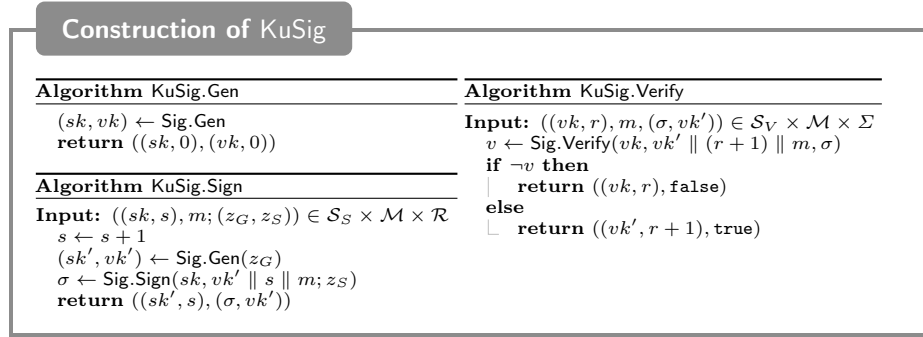 Construction of KuSig
Algorithm KuSig.Gen
(sk, vk) ← Sig.Gen
return ((sk, 0), (vk, 0))
Algorithm KuSig.Sign
Input: ((sk, s), m; (z_G, z_S)) ∈ 𝒮_S × ℳ × ℛ
s ← s + 1
(sk′, vk′) ← Sig.Gen(z_G)
σ ← Sig.Sign(sk, vk′ ∥ s ∥ m; z_S)
return ((sk′, s), (σ, vk′))
Algorithm KuSig.Verify
Input: ((vk, r), m, (σ, vk′)) ∈ 𝒮_V × ℳ × Σ
v ← Sig.Verify(vk, vk′ ∥ (r + 1) ∥ m, σ)
if ¬v then
return ((vk, r), false)
else
return ((vk′, r + 1), true)